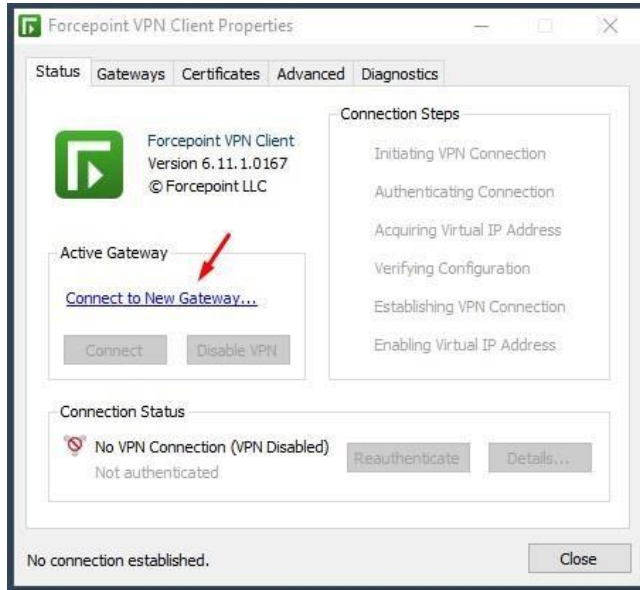 Forcepoint VPN Client Properties
Status Gateways Certificates Advanced Diagnostics
Forcepoint VPN Client
Version 6.11.1.0167
© Forcepoint LLC
Active Gateway
Connect to New Gateway...
Connect Disable VPN
Connection Steps
Initiating VPN Connection
Authenticating Connection
Acquiring Virtual IP Address
Verifying Configuration
Establishing VPN Connection
Enabling Virtual IP Address
Connection Status
No VPN Connection (VPN Disabled)
Not authenticated
Reauthenticate Details...
No connection established.
Close